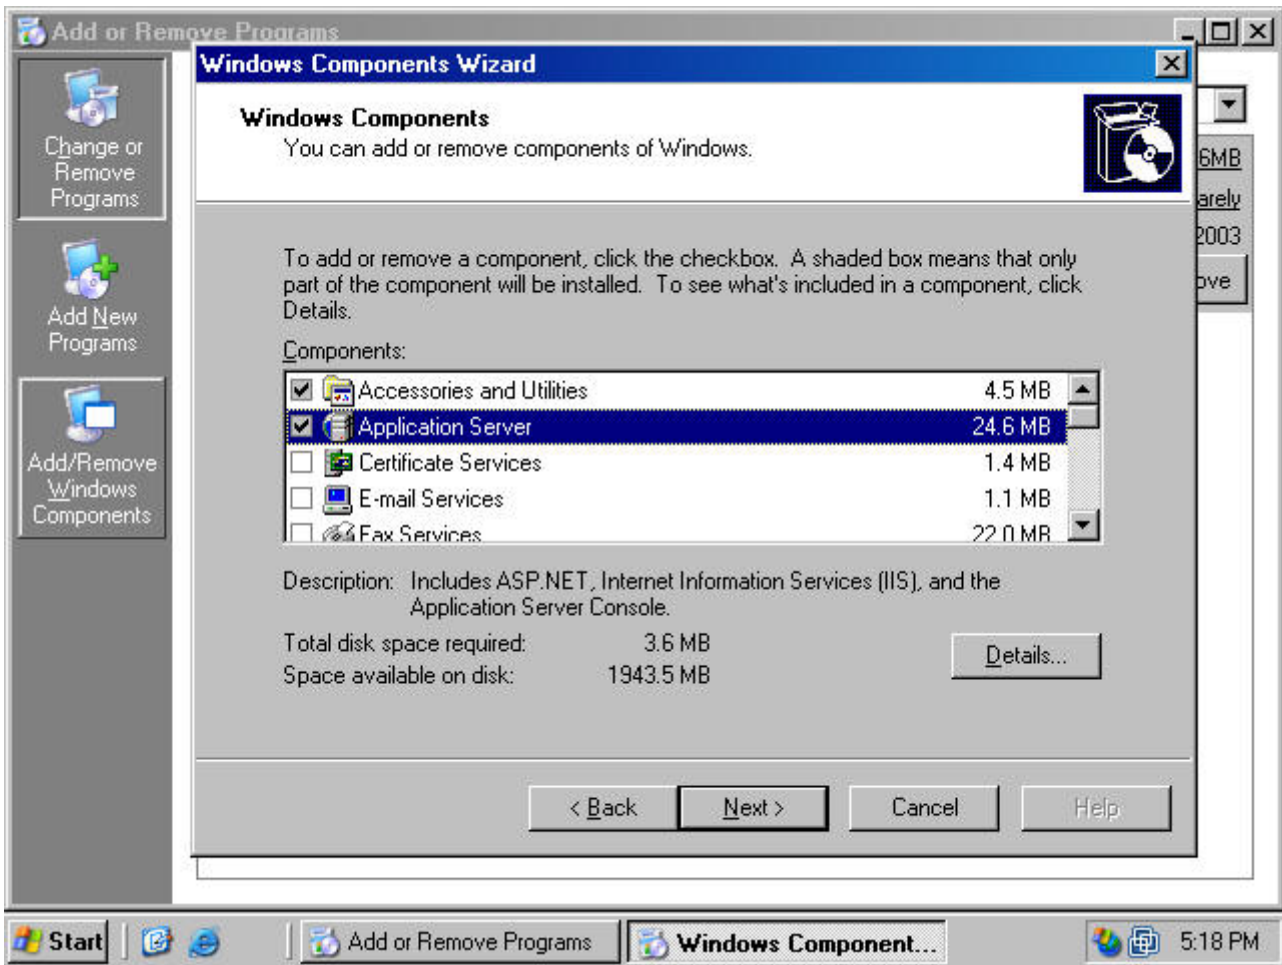 Add or Remove Programs
Windows Components Wizard
Windows Components
You can add or remove components of Windows.
Change or
Remove
Programs
Add New
Programs
Add/Remove
Windows
Components
6MB
arely
2003
ove
To add or remove a component, click the checkbox. A shaded box means that only
part of the component will be installed. To see what's included in a component, click
Details.
Components:
Accessories and Utilities 4.5 MB
Application Server 24.6 MB
Certificate Services 1.4 MB
E-mail Services 1.1 MB
Fax Services 22.0 MB
Description: Includes ASP.NET, Internet Information Services (IIS), and the
Application Server Console.
Total disk space required: 3.6 MB
Space available on disk: 1943.5 MB
Details...
< Back Next > Cancel Help
Start Add or Remove Programs Windows Component... 5:18 PM